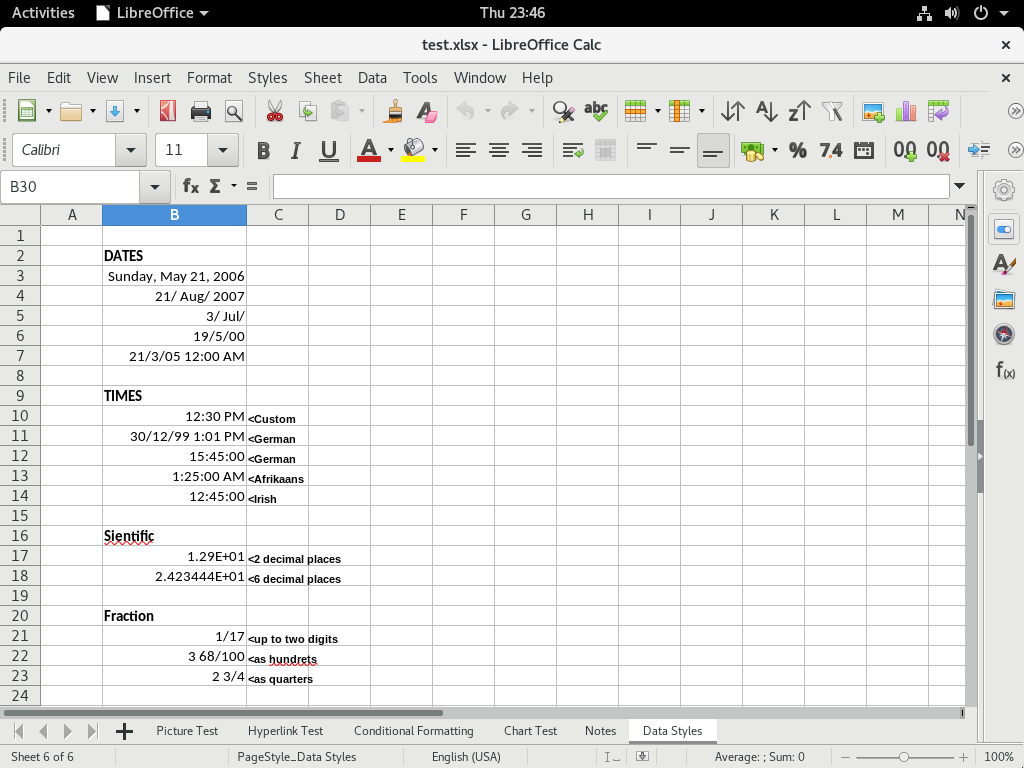 Activities LibreOffice Thu 23:46
test.xlsx - LibreOffice Calc
File Edit View Insert Format Styles Sheet Data Tools Window Help
abc
Calibri 11 B I U A % 7.4 00 00
B30 fx Σ =
A B C D E F G H I J K L M N
1
2 DATES
3 Sunday, May 21, 2006
4 21/ Aug/ 2007
5 3/ Jul/
6 19/5/00
7 21/3/05 12:00 AM
8
9 TIMES
10 12:30 PM <Custom
11 30/12/99 1:01 PM <German
12 15:45:00 <German
13 1:25:00 AM <Afrikaans
14 12:45:00 <Irish
15
16 Sientific
17 1.29E+01 <2 decimal places
18 2.423444E+01 <6 decimal places
19
20 Fraction
21 1/17 <up to two digits
22 3 68/100 <as hundrets
23 2 3/4 <as quarters
24
Picture Test Hyperlink Test Conditional Formatting Chart Test Notes Data Styles
Sheet 6 of 6 PageStyle_Data Styles English (USA) Average: ; Sum: 0 100%